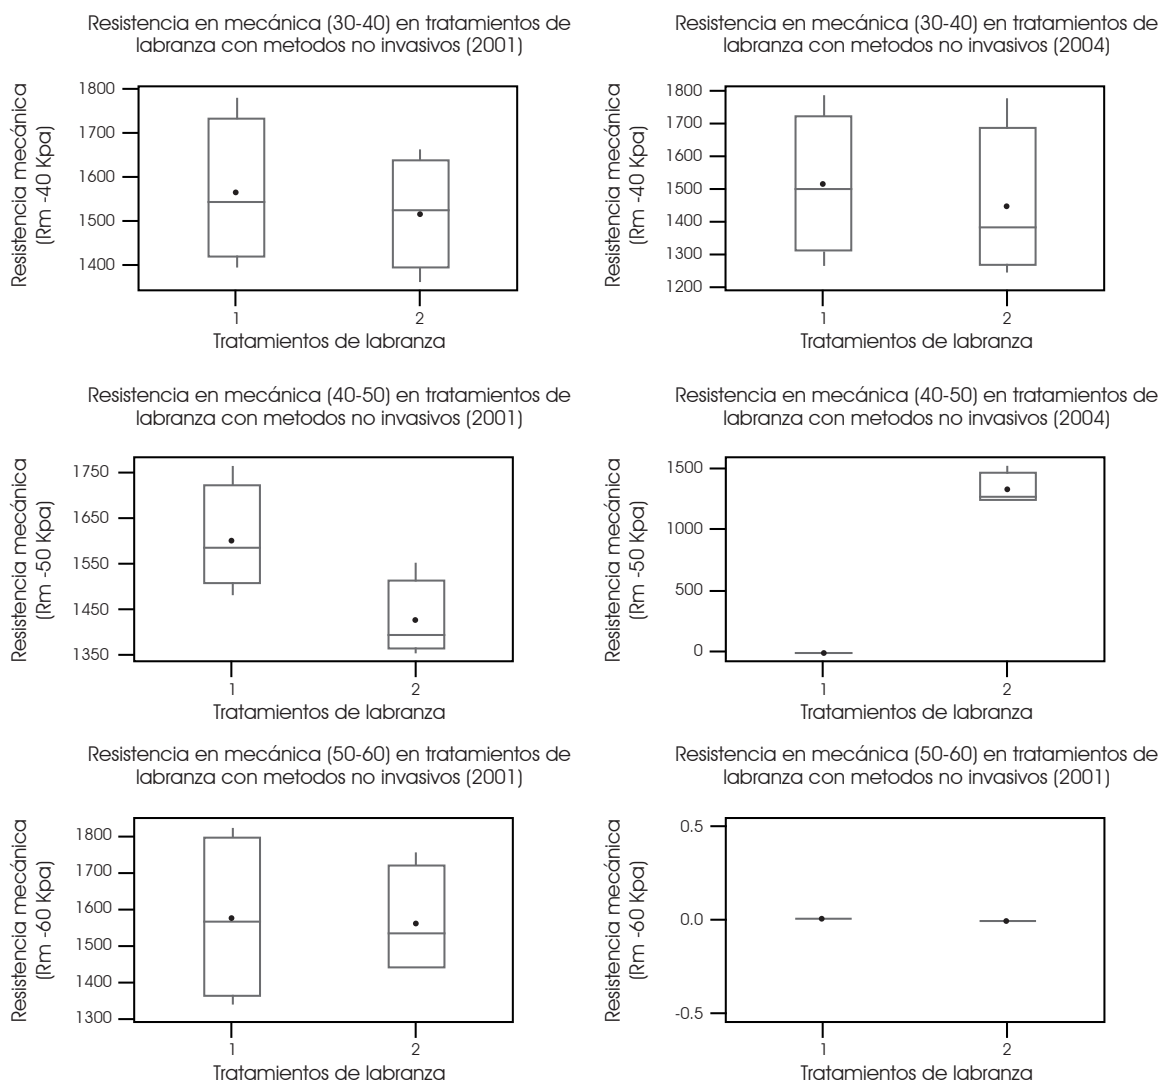 Resistencia en mecánica (30-40) en tratamientos de
labranza con metodos no invasivos (2001)
Resistencia mecánica
(Rm -40 Kpa)
1800
1700
1600
1500
1400
1
2
Tratamientos de labranza
Resistencia en mecánica (30-40) en tratamientos de
labranza con metodos no invasivos (2004)
Resistencia mecánica
(Rm -40 Kpa)
1800
1700
1600
1500
1400
1300
1200
1
2
Tratamientos de labranza
Resistencia en mecánica (40-50) en tratamientos de
labranza con metodos no invasivos (2001)
Resistencia mecánica
(Rm -50 Kpa)
1750
1650
1550
1450
1350
1
2
Tratamientos de labranza
Resistencia en mecánica (40-50) en tratamientos de
labranza con metodos no invasivos (2004)
Resistencia mecánica
(Rm -50 Kpa)
1500
1000
500
0
1
2
Tratamientos de labranza
Resistencia en mecánica (50-60) en tratamientos de
labranza con metodos no invasivos (2001)
Resistencia mecánica
(Rm -60 Kpa)
1800
1700
1600
1500
1400
1300
1
2
Tratamientos de labranza
Resistencia en mecánica (50-60) en tratamientos de
labranza con metodos no invasivos (2001)
Resistencia mecánica
(Rm -60 Kpa)
0.5
0.0
-0.5
1
2
Tratamientos de labranza